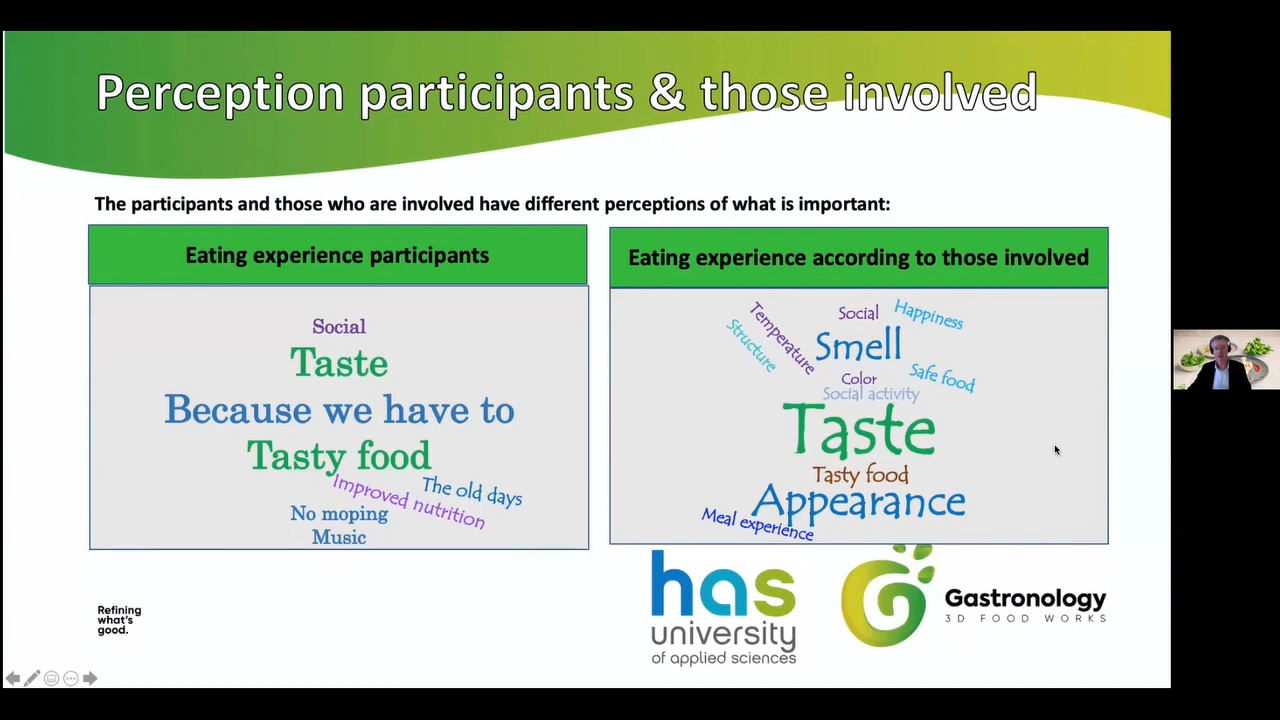 Perception participants & those involved
The participants and those who are involved have different perceptions of what is important:
Eating experience participants
Social
Taste
Because we have to
Tasty food
The old days
Improved nutrition
No moping
Music
Eating experience according to those involved
Social
Happiness
Temperature
Structure
Smell
Color
Safe food
Social activity
Taste
Tasty food
Appearance
Meal experience
Refining
what's
good.
has
university
of applied sciences
Gastronology
3D FOOD WORKS